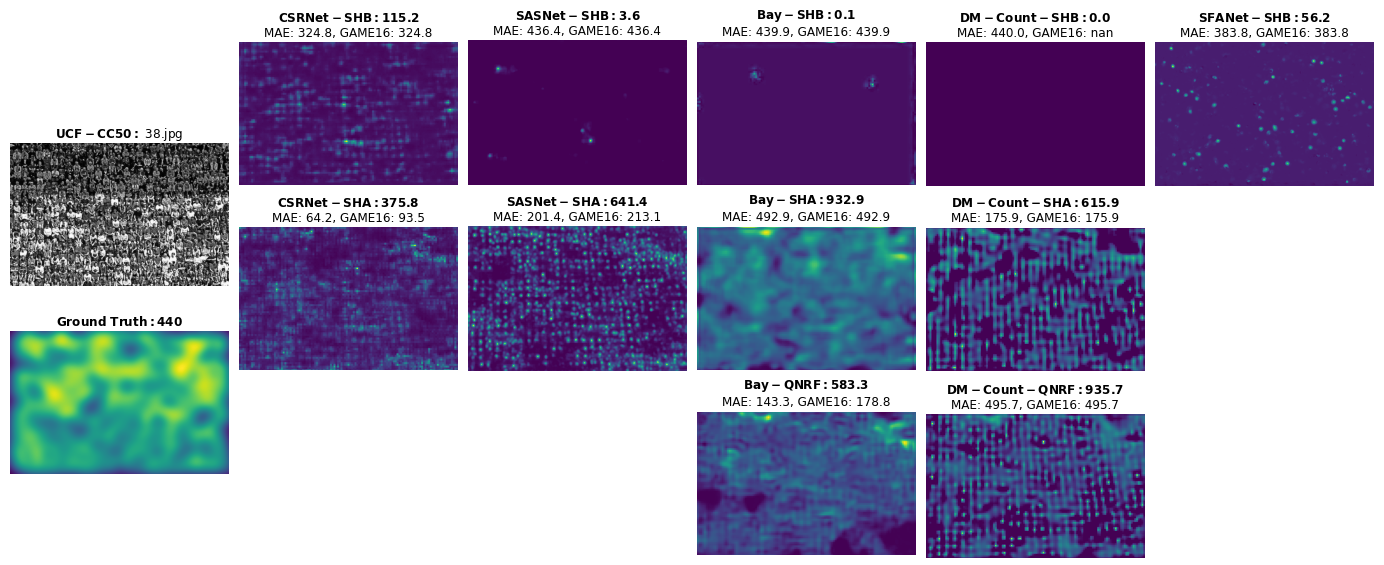 CSRNet − SHB: 115.2
MAE: 324.8, GAME16: 324.8
SASNet − SHB: 3.6
MAE: 436.4, GAME16: 436.4
Bay − SHB: 0.1
MAE: 439.9, GAME16: 439.9
DM − Count − SHB: 0.0
MAE: 440.0, GAME16: nan
SFANet − SHB: 56.2
MAE: 383.8, GAME16: 383.8
UCF − CC50: 38.jpg
CSRNet − SHA: 375.8
MAE: 64.2, GAME16: 93.5
SASNet − SHA: 641.4
MAE: 201.4, GAME16: 213.1
Bay − SHA: 932.9
MAE: 492.9, GAME16: 492.9
DM − Count − SHA: 615.9
MAE: 175.9, GAME16: 175.9
Ground Truth: 440
Bay − QNRF: 583.3
MAE: 143.3, GAME16: 178.8
DM − Count − QNRF: 935.7
MAE: 495.7, GAME16: 495.7